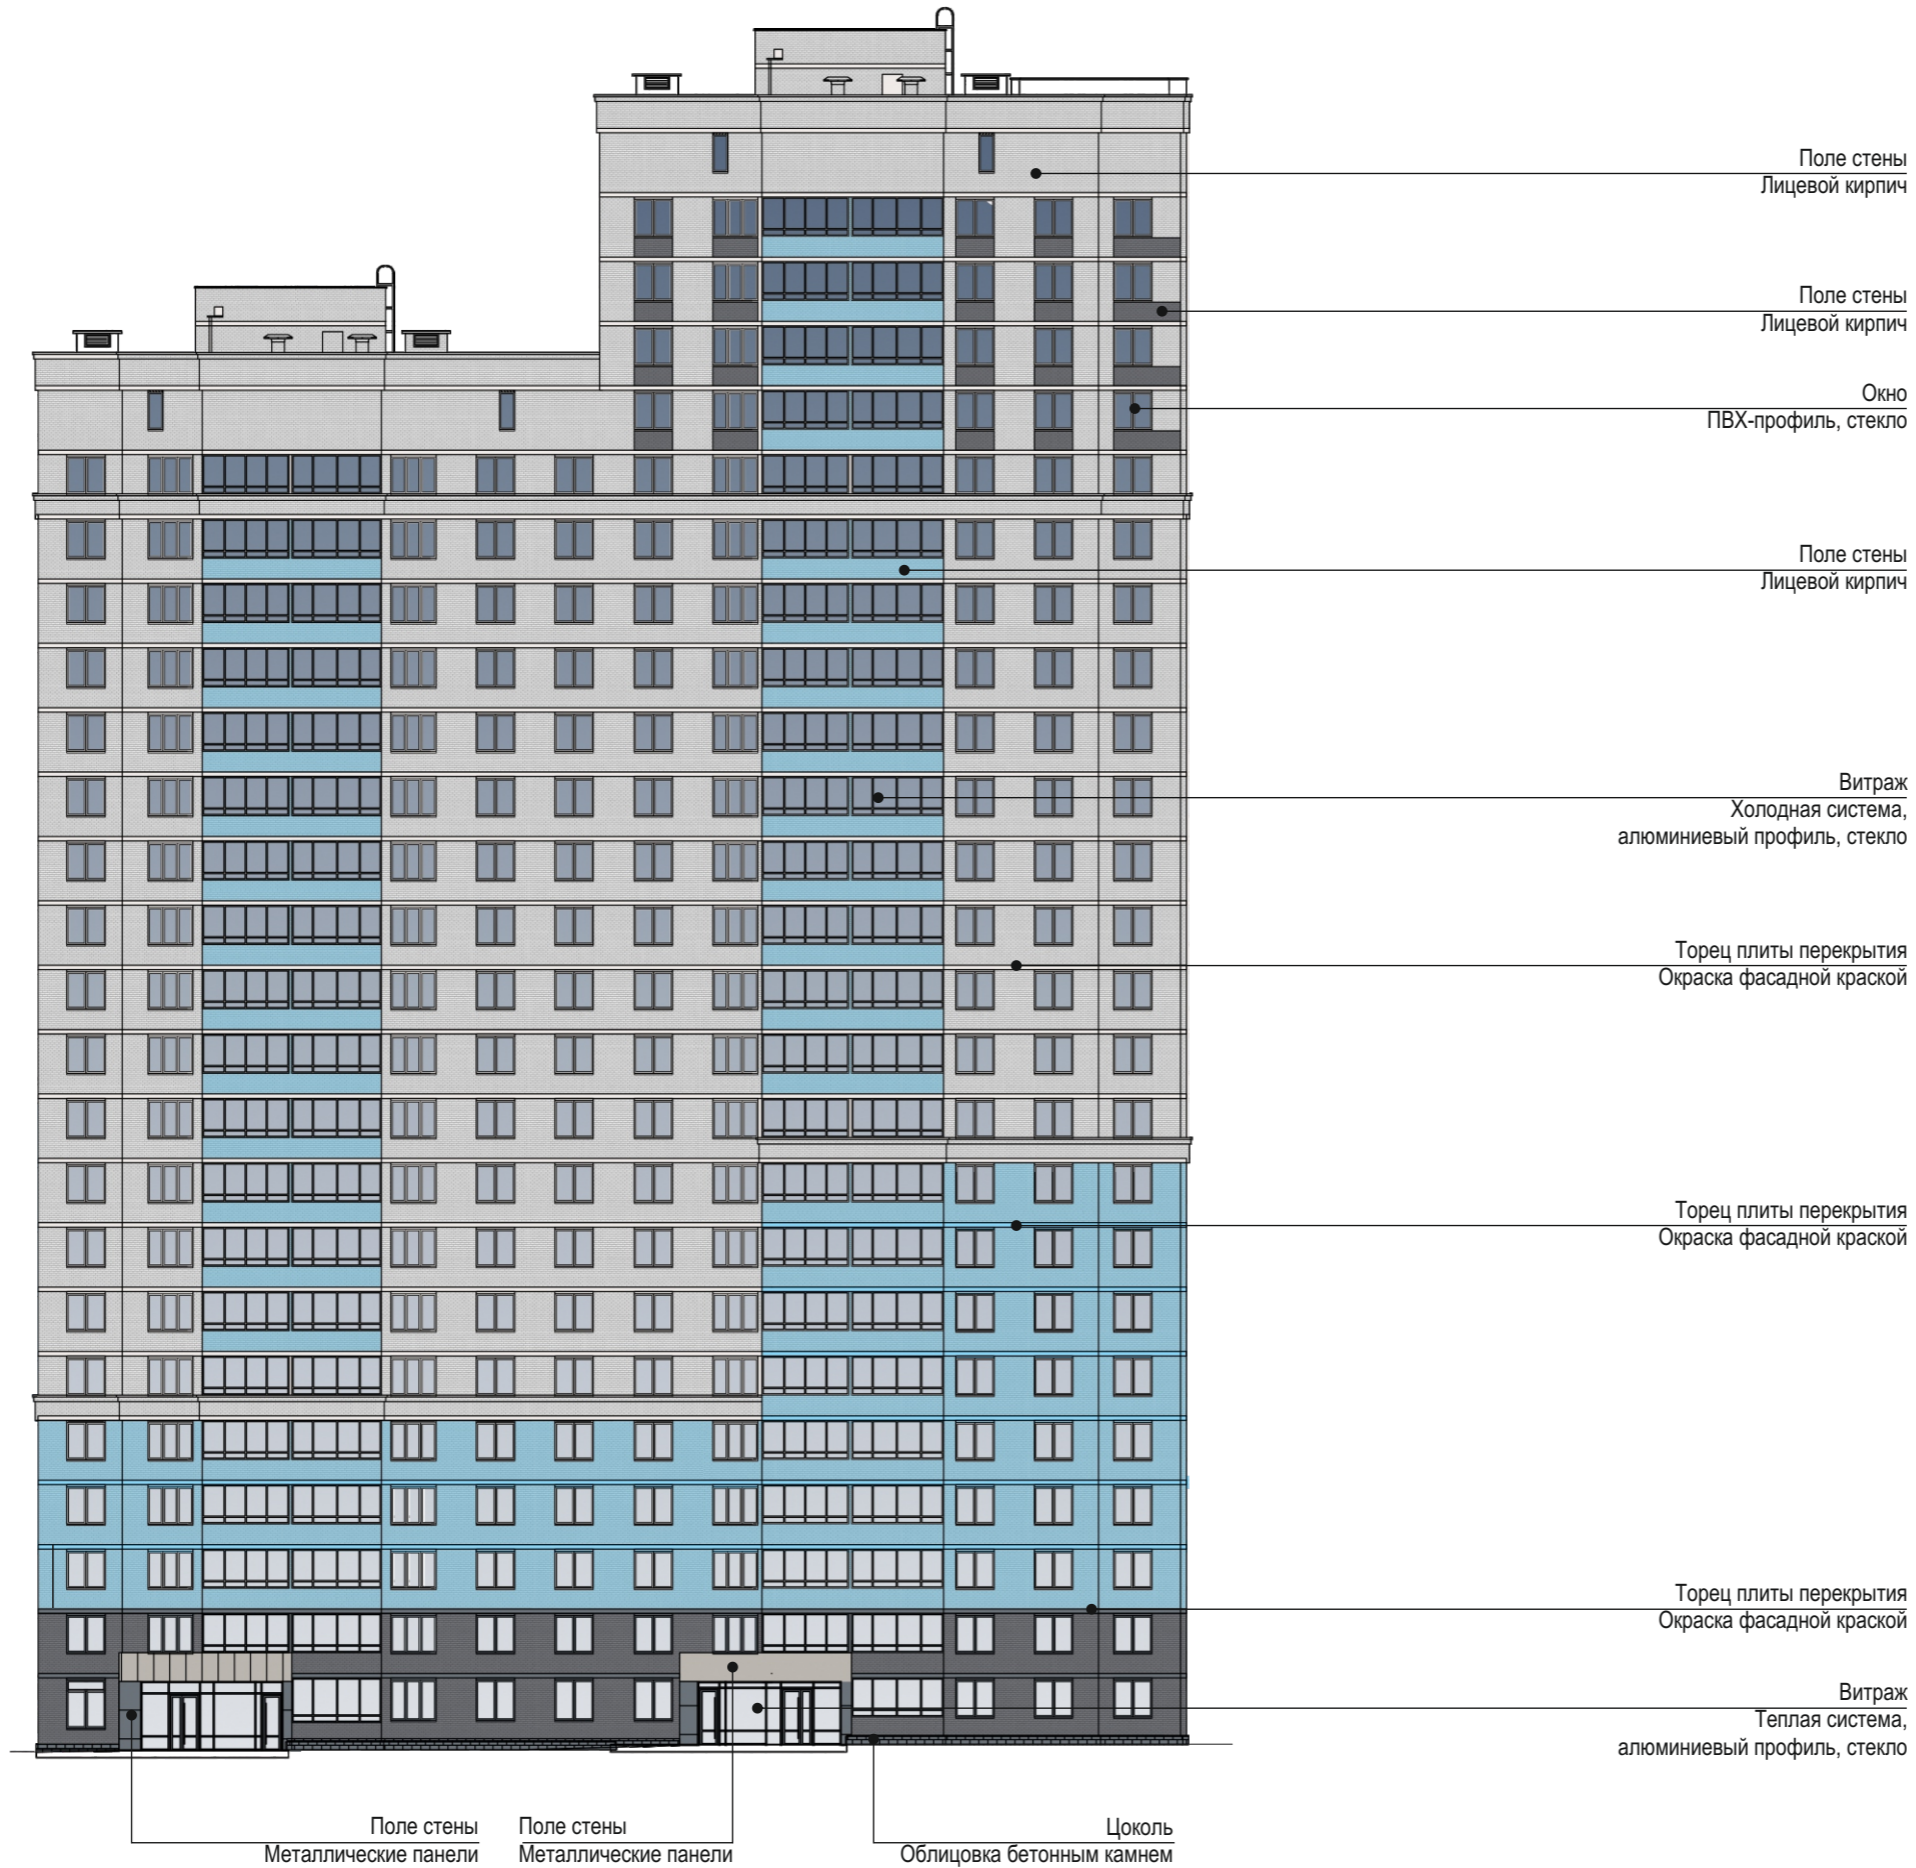 Поле стены
Лицевой кирпич
Поле стены
Лицевой кирпич
Окно
ПВХ-профиль, стекло
Поле стены
Лицевой кирпич
Витраж
Холодная система,
алюминиевый профиль, стекло
Торец плиты перекрытия
Окраска фасадной краской
Торец плиты перекрытия
Окраска фасадной краской
Торец плиты перекрытия
Окраска фасадной краской
Витраж
Теплая система,
алюминиевый профиль, стекло
Поле стены
Металлические панели
Поле стены
Металлические панели
Цоколь
Облицовка бетонным камнем